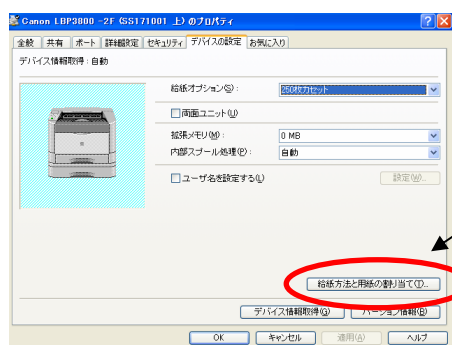 Canon LBP3800 -2F (SS171001 上) のプロパティ
全般 共有 ポート 詳細設定 セキュリティ デバイスの設定 お気に入り
デバイス情報取得：自動
給紙オプション(S)： 250枚カセット
両面ユニット(U)
拡張メモリ(M)： 0 MB
内部スプール処理(P)： 自動
ユーザ名を設定する(L) 設定(W)...
給紙方法と用紙の割り当て(T)...
デバイス情報取得(G) バージョン情報(B)
OK キャンセル 適用(A) ヘルプ